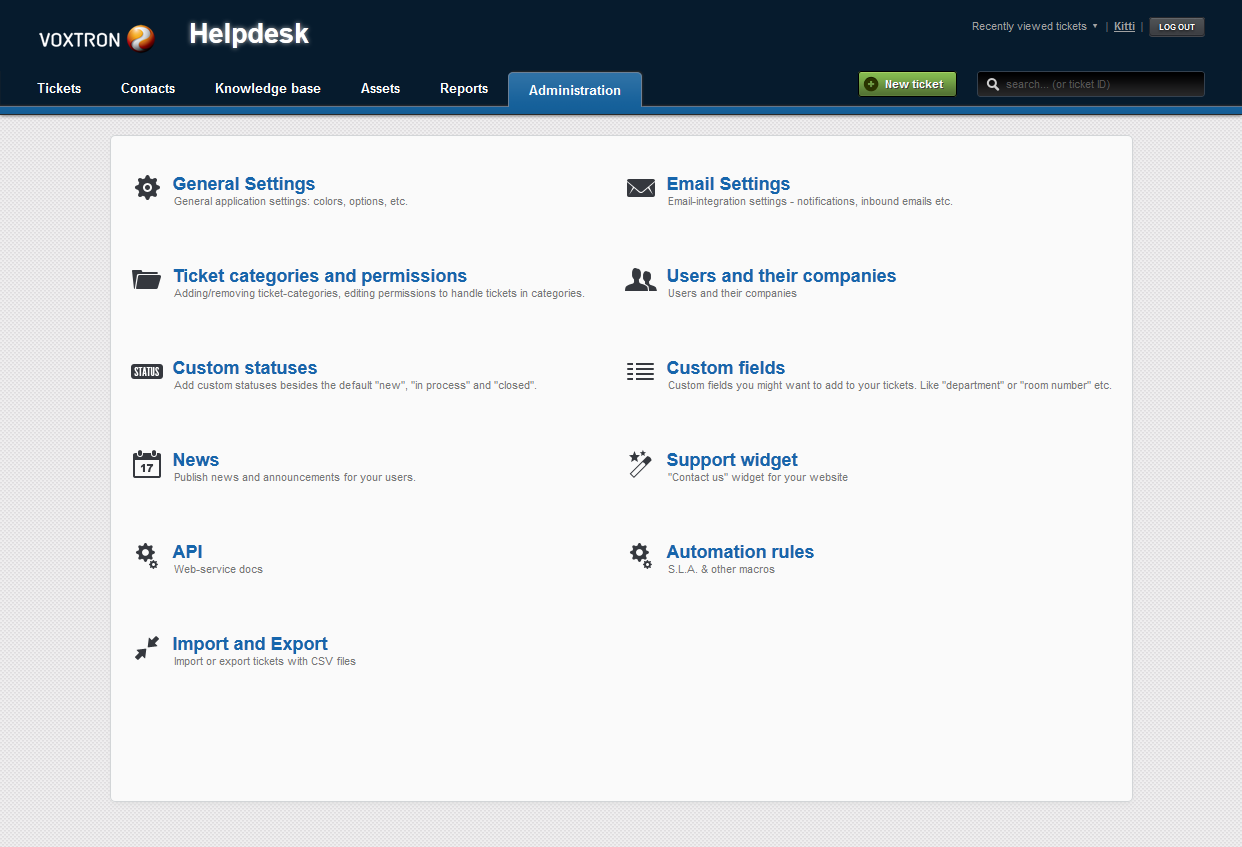 VOXTRON
Helpdesk
Recently viewed tickets ▾ | Kitti | LOG OUT
Tickets Contacts Knowledge base Assets Reports Administration
New ticket
search... (or ticket ID)
General Settings
General application settings: colors, options, etc.
Email Settings
Email-integration settings - notifications, inbound emails etc.
Ticket categories and permissions
Adding/removing ticket-categories, editing permissions to handle tickets in categories.
Users and their companies
Users and their companies
STATUS
Custom statuses
Add custom statuses besides the default "new", "in process" and "closed".
Custom fields
Custom fields you might want to add to your tickets. Like "department" or "room number" etc.
17
News
Publish news and announcements for your users.
Support widget
"Contact us" widget for your website
API
Web-service docs
Automation rules
S.L.A. & other macros
Import and Export
Import or export tickets with CSV files